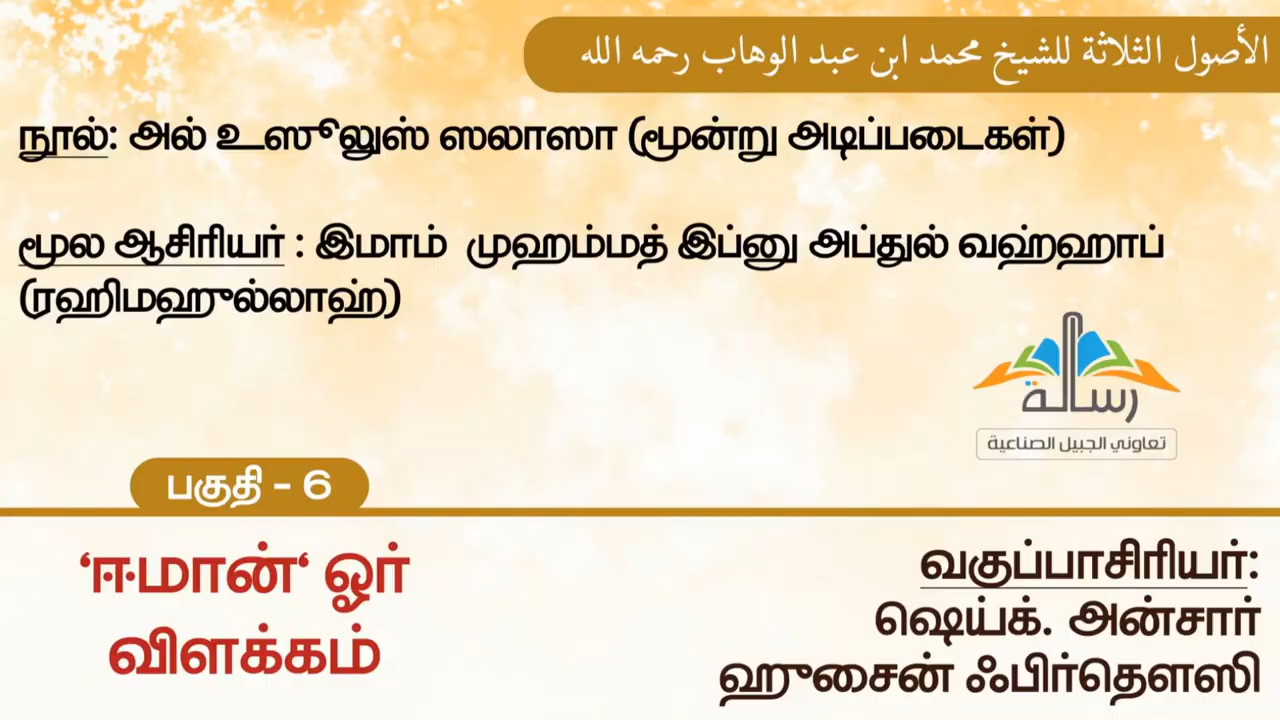 الأصول الثلاثة للشيخ محمد ابن عبد الوهاب رحمه الله
நூல்: அல் உஸூலுஸ் ஸலாஸா (மூன்று அடிப்படைகள்)
மூல ஆசிரியர் : இமாம் முஹம்மத் இப்னு அப்துல் வஹ்ஹாப்
(ரஹிமஹுல்லாஹ்)
رسالة
تعاوني الجبيل الصناعية
பகுதி - 6
‘ஈமான்‘ ஓர்
விளக்கம்
வகுப்பாசிரியர்:
ஷெய்க். அன்சார்
ஹுசைன் ஃபிர்தௌஸி